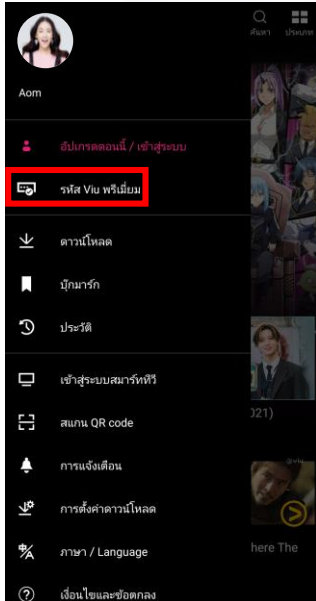 ค้นหา ประเภท
Aom
อัปเกรดตอนนี้ / เข้าสู่ระบบ
รหัส Viu พรีเมี่ยม
ดาวน์โหลด
บุ๊กมาร์ก
ประวัติ
เข้าสู่ระบบสมาร์ททีวี
021)
สแกน QR code
การแจ้งเตือน
viu
การตั้งค่าดาวน์โหลด
ภาษา / Language
here The
เงื่อนไขและข้อตกลง